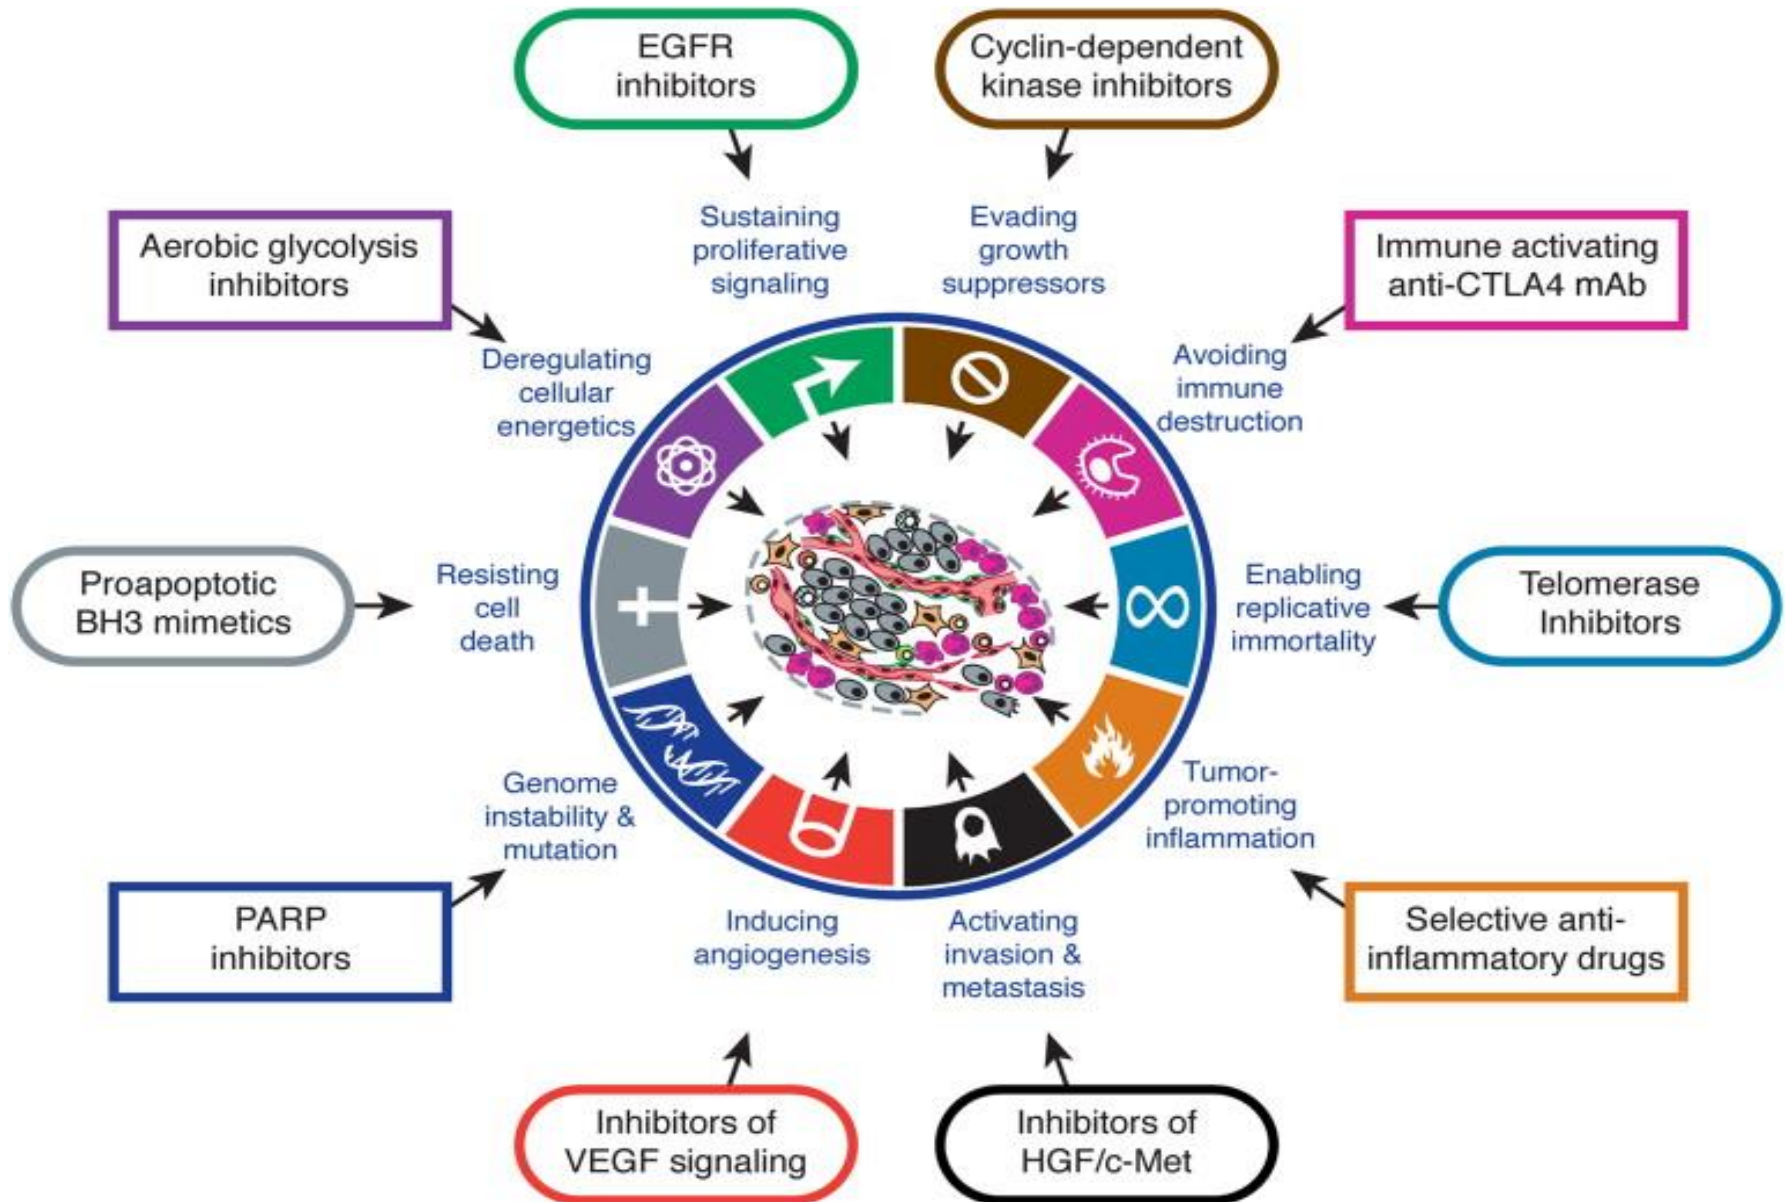 EGFR
inhibitors
Cyclin-dependent
kinase inhibitors
Sustaining
proliferative
signaling
Evading
growth
suppressors
Aerobic glycolysis
inhibitors
Immune activating
anti-CTLA4 mAb
Deregulating
cellular
energetics
Avoiding
immune
destruction
Proapoptotic
BH3 mimetics
Resisting
cell
death
Enabling
replicative
immortality
Telomerase
Inhibitors
Genome
instability &
mutation
Tumor-
promoting
inflammation
PARP
inhibitors
Inducing
angiogenesis
Activating
invasion &
metastasis
Selective anti-
inflammatory drugs
Inhibitors of
VEGF signaling
Inhibitors of
HGF/c-Met